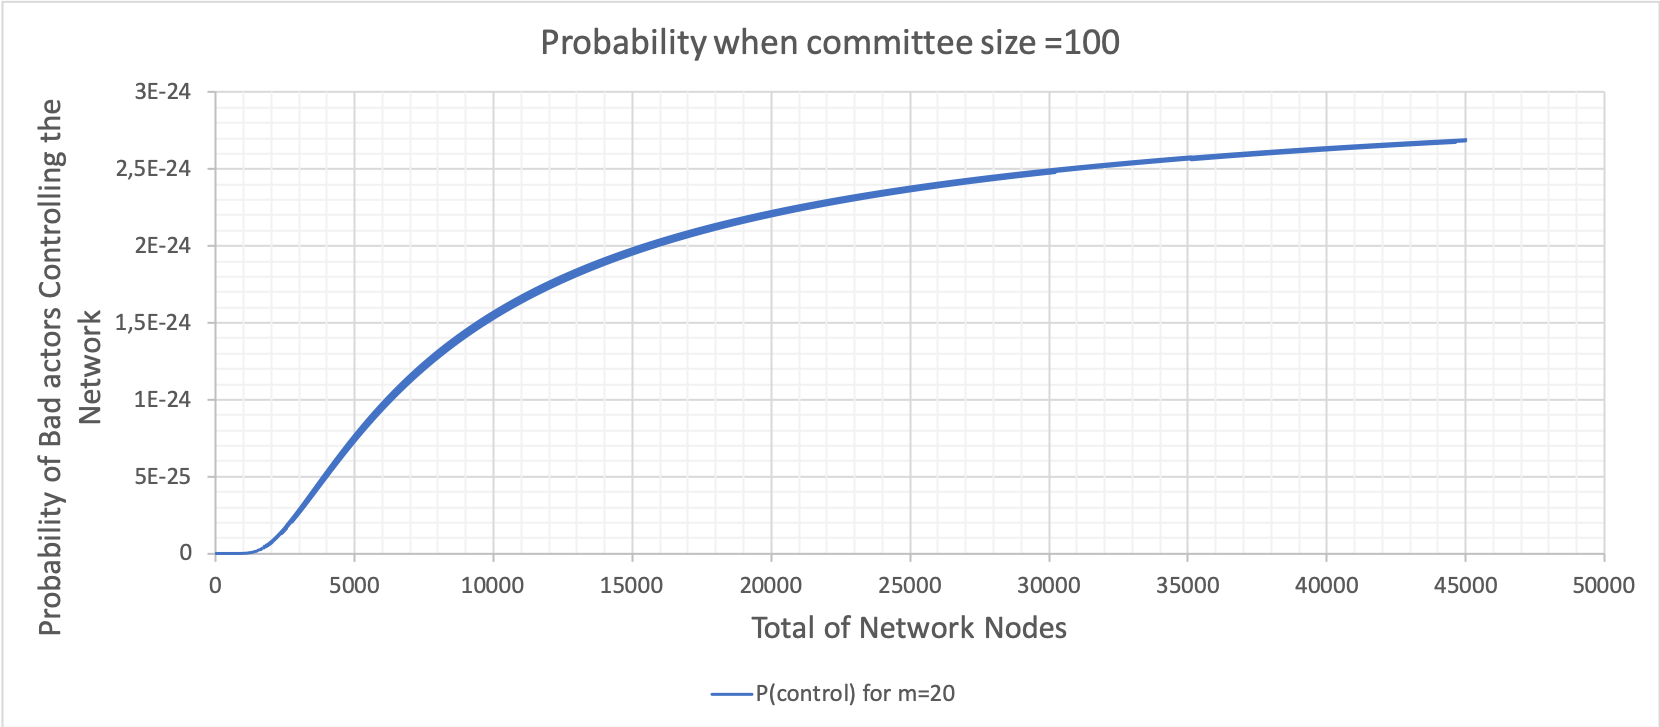 Probability when committee size =100
Probability of Bad actors Controlling the
Network
3E-24
2,5E-24
2E-24
1,5E-24
1E-24
5E-25
0
0 5000 10000 15000 20000 25000 30000 35000 40000 45000 50000
Total of Network Nodes
P(control) for m=20